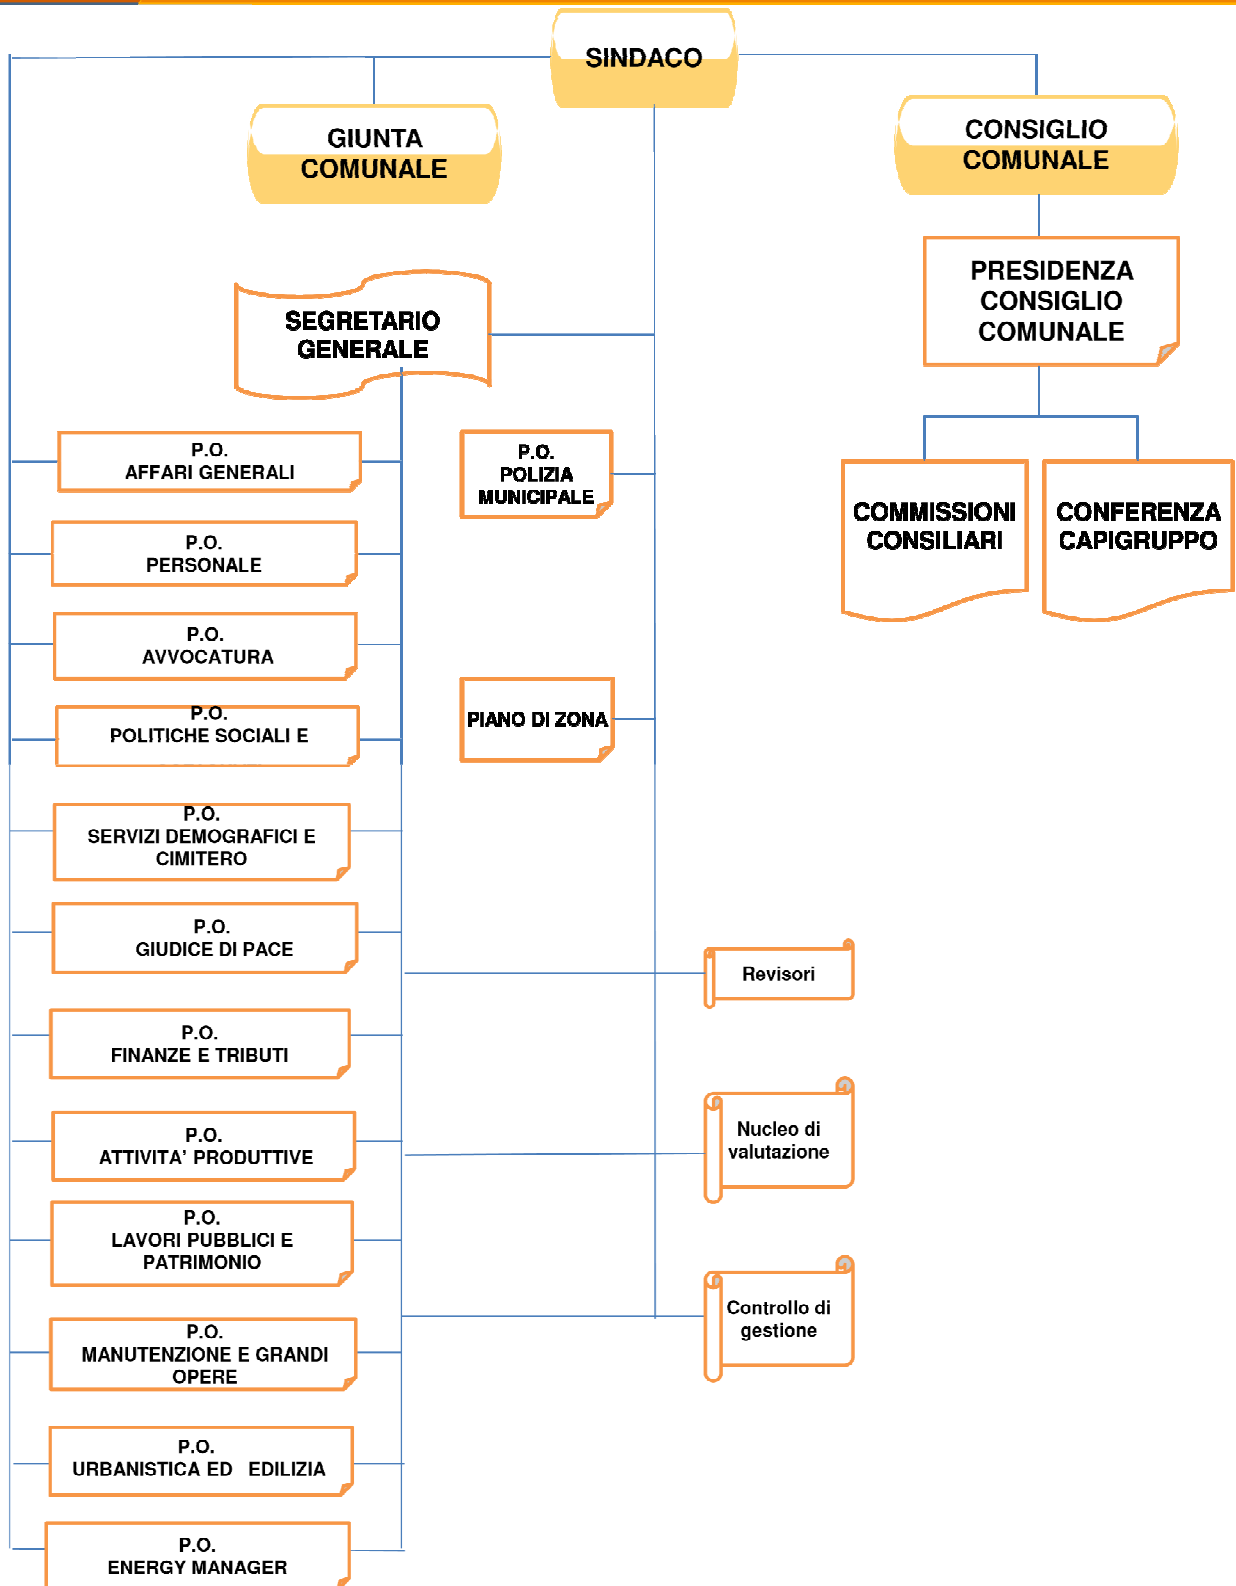 SINDACO
GIUNTA
COMUNALE
CONSIGLIO
COMUNALE
PRESIDENZA
CONSIGLIO
COMUNALE
SEGRETARIO
GENERALE
COMMISSIONI
CONSILIARI
CONFERENZA
CAPIGRUPPO
P.O.
AFFARI GENERALI
P.O.
POLIZIA
MUNICIPALE
P.O.
PERSONALE
P.O.
AVVOCATURA
P.O.
POLITICHE SOCIALI E
PIANO DI ZONA
P.O.
SERVIZI DEMOGRAFICI E
CIMITERO
P.O.
GIUDICE DI PACE
Revisori
P.O.
FINANZE E TRIBUTI
P.O.
ATTIVITA’ PRODUTTIVE
Nucleo di
valutazione
P.O.
LAVORI PUBBLICI E
PATRIMONIO
Controllo di
gestione
P.O.
MANUTENZIONE E GRANDI
OPERE
P.O.
URBANISTICA ED EDILIZIA
P.O.
ENERGY MANAGER